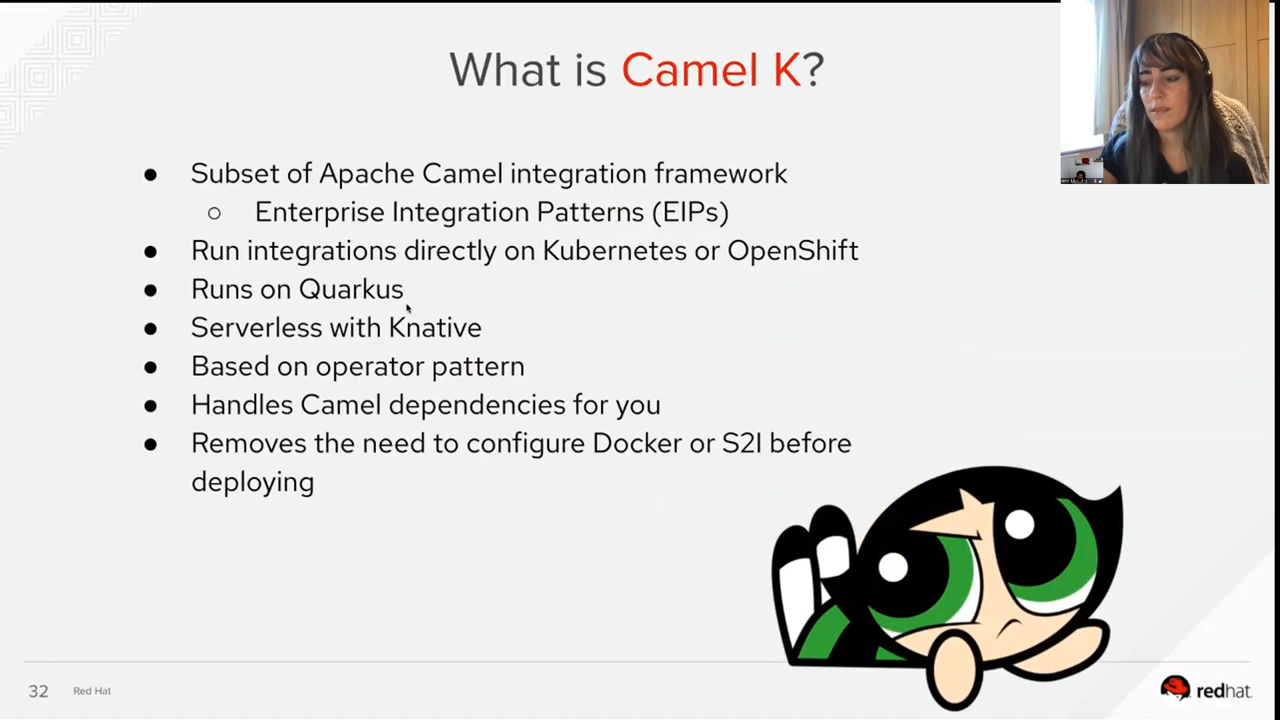 What is Camel K?
● Subset of Apache Camel integration framework
○ Enterprise Integration Patterns (EIPs)
● Run integrations directly on Kubernetes or OpenShift
● Runs on Quarkus
● Serverless with Knative
● Based on operator pattern
● Handles Camel dependencies for you
● Removes the need to configure Docker or S2I before
deploying
32 Red Hat
redhat.